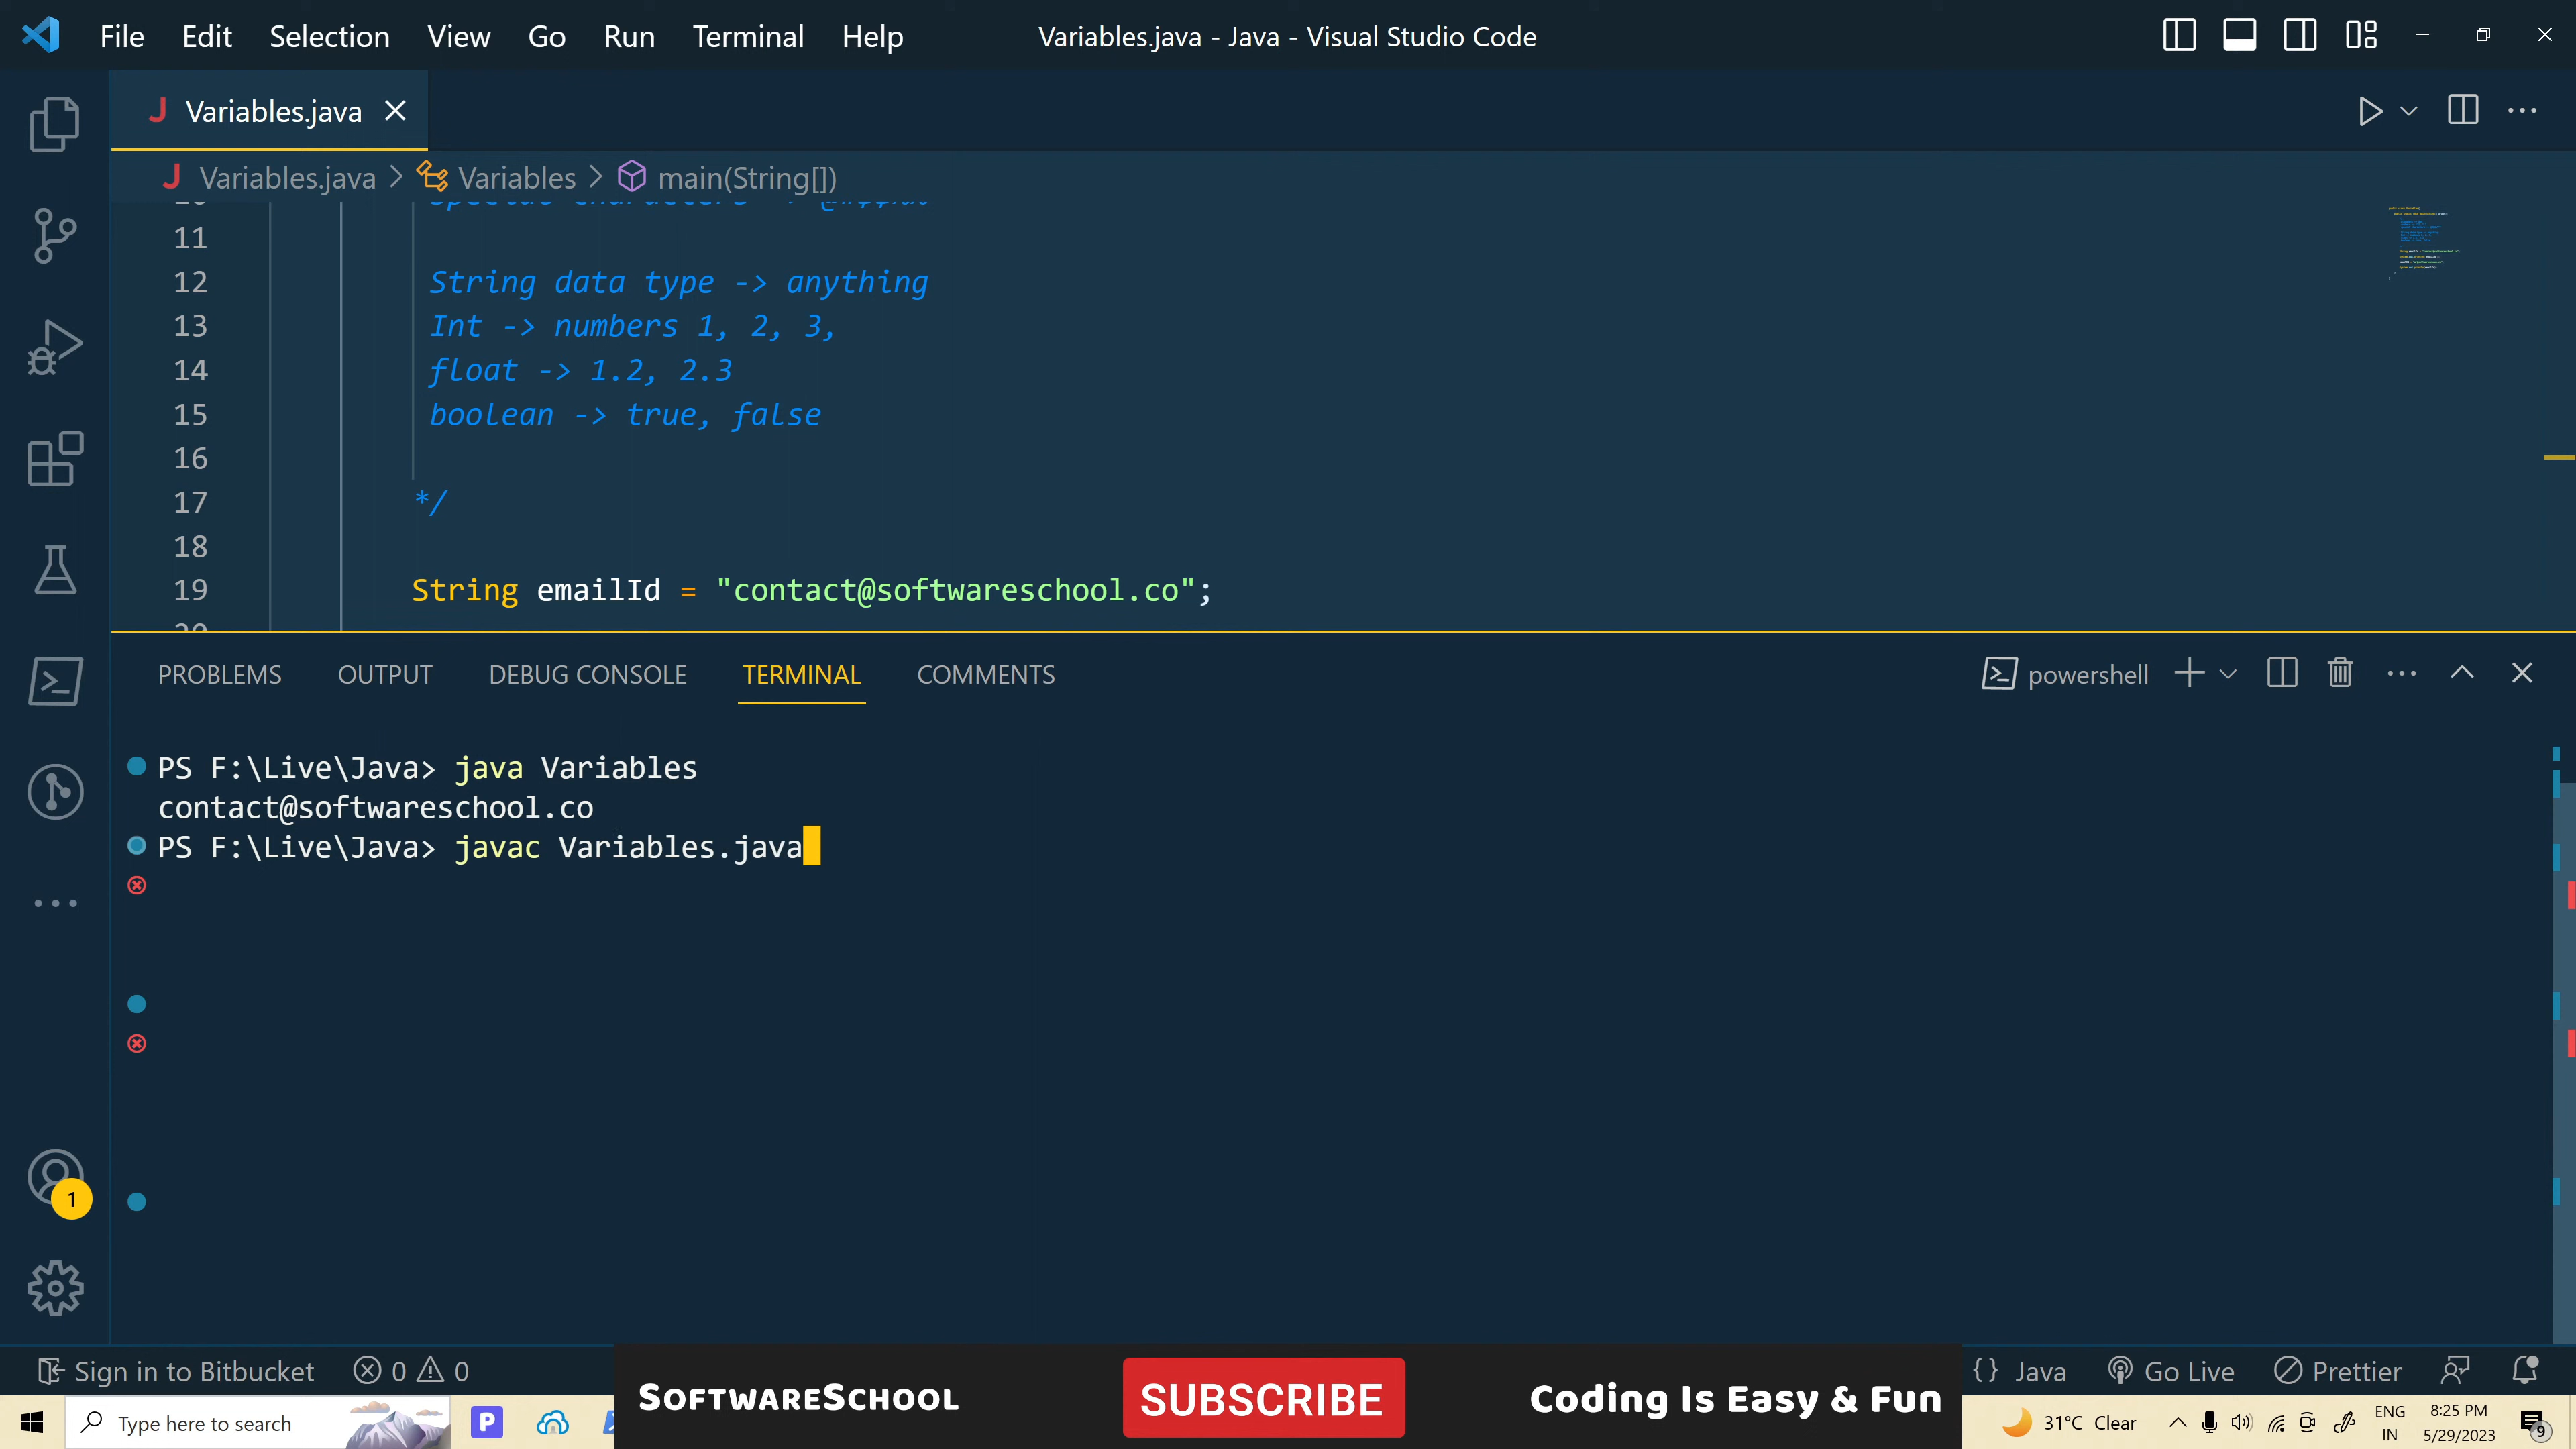 File Edit Selection View Go Run Terminal Help
Variables.java - Java - Visual Studio Code
J Variables.java
J Variables.java > Variables > main(String[])
11
12 String data type -> anything
13 Int -> numbers 1, 2, 3,
14 float -> 1.2, 2.3
15 boolean -> true, false
16
17 */
18
19 String emailId = "contact@softwareschool.co";
PROBLEMS OUTPUT DEBUG CONSOLE TERMINAL COMMENTS
powershell
PS F:\Live\Java> java Variables
contact@softwareschool.co
PS F:\Live\Java> javac Variables.java
1
Sign in to Bitbucket 0 0
{} Java Go Live Prettier
SOFTWARESCHOOL
SUBSCRIBE
Coding Is Easy & Fun
Type here to search
P
31°C Clear
ENG
IN
8:25 PM
5/29/2023
9